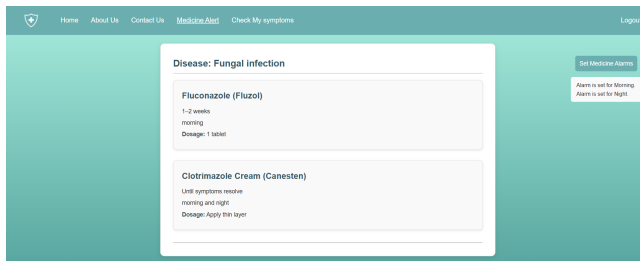 Home About Us Contact Us Medicine Alert Check My symptoms Logou
Disease: Fungal infection
Set Medicine Alarms
Alarm is set for Morning.
Alarm is set for Night.
Fluconazole (Fluzol)
1–2 weeks
morning
Dosage: 1 tablet
Clotrimazole Cream (Canesten)
Until symptoms resolve
morning and night
Dosage: Apply thin layer